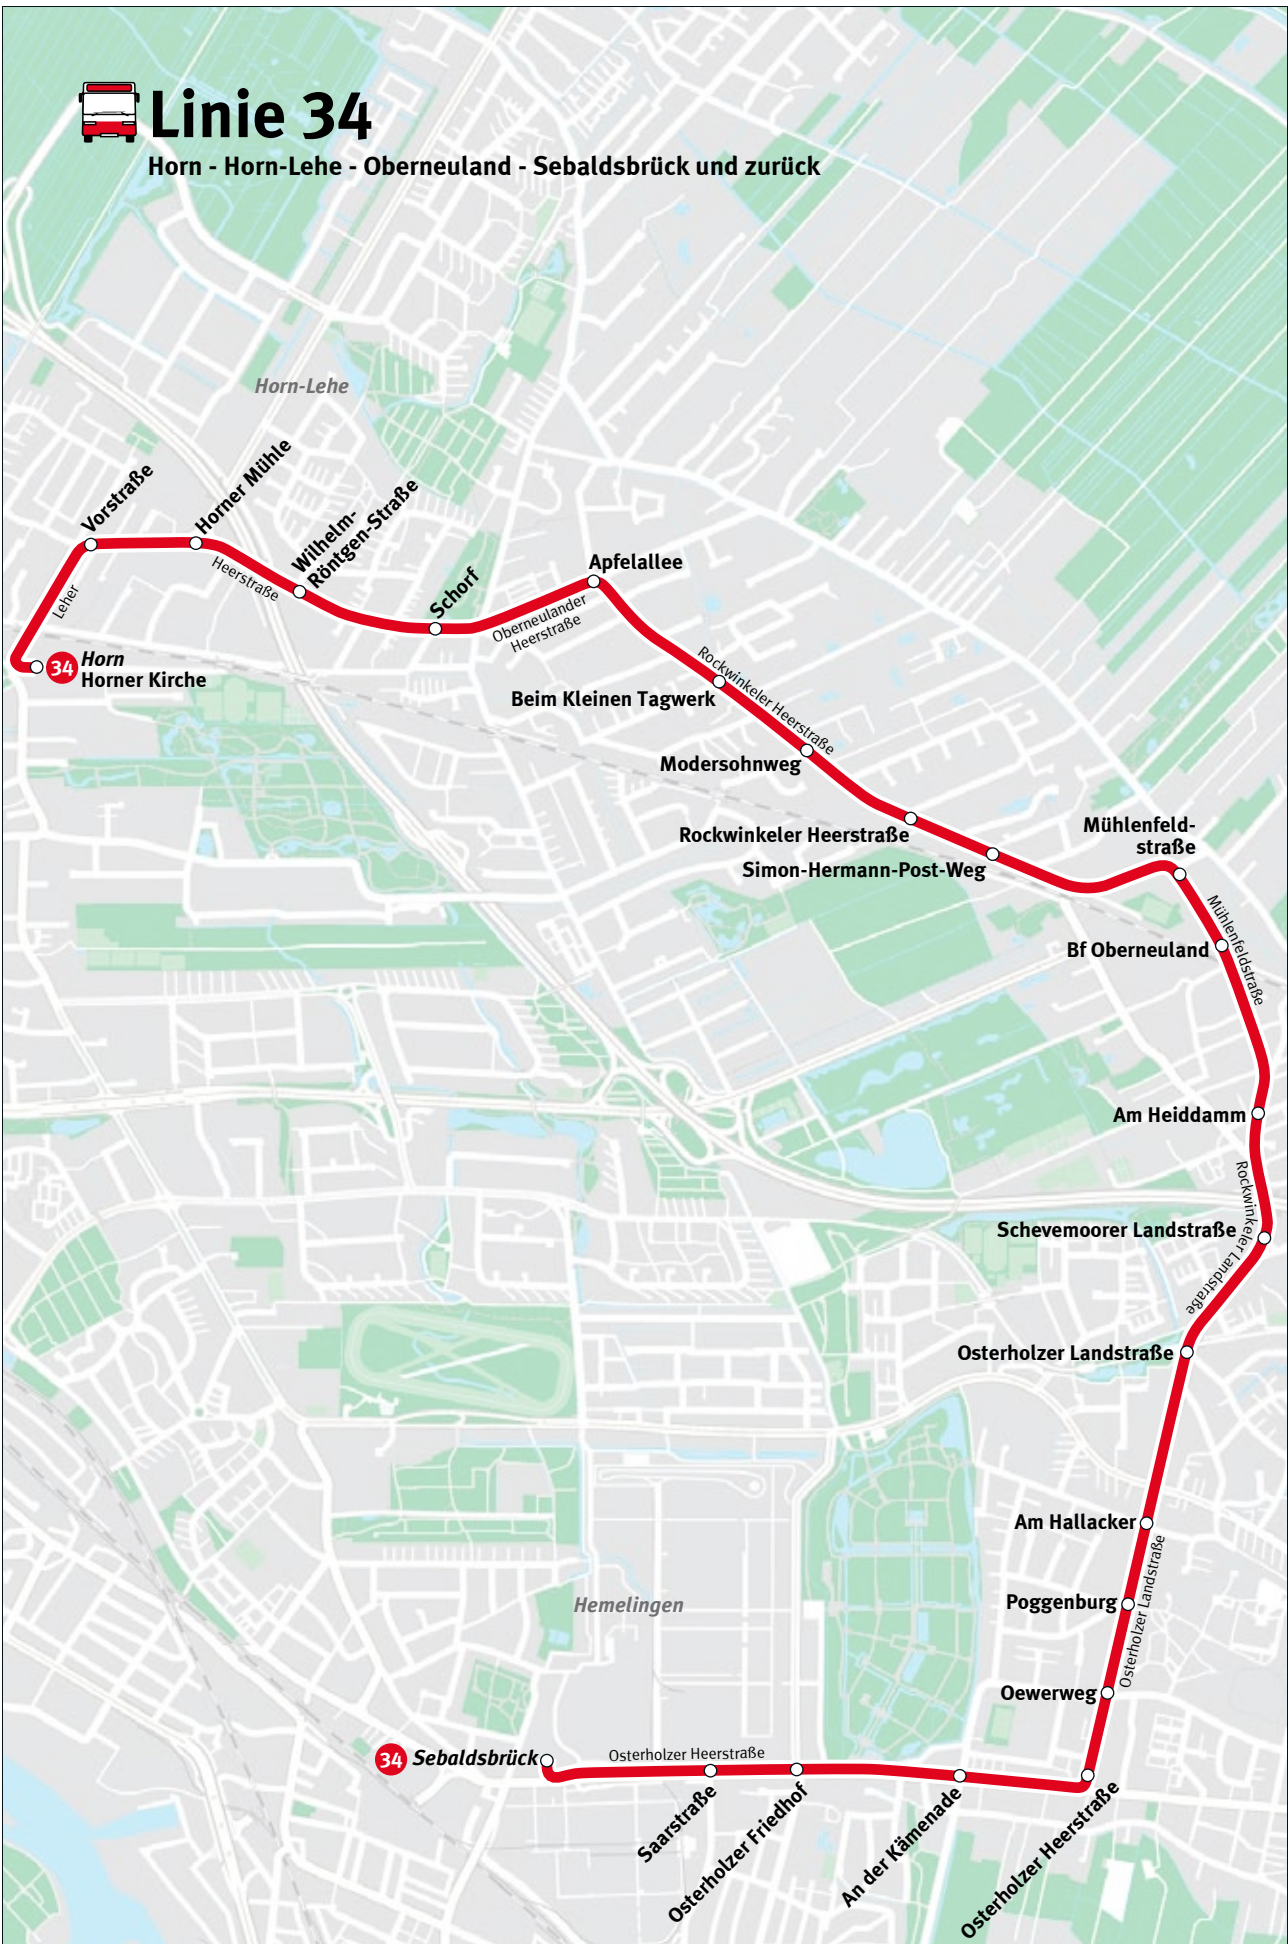 Linie 34
Horn - Horn-Lehe - Oberneuland - Sebaldsbrück und zurück
Horn-Lehe
Vorstraße
Horner Mühle
Wilhelm-
Röntgen-Straße
Schorf
Apfelallee
Leher
Heerstraße
Oberneulander
Heerstraße
34
Horn
Horner Kirche
Rockwinkeler Heerstraße
Beim Kleinen Tagwerk
Modersohnweg
Rockwinkeler Heerstraße
Simon-Hermann-Post-Weg
Mühlenfeld-
straße
Mühlenfeldstraße
Bf Oberneuland
Am Heiddamm
Rockwinkeler Landstraße
Schevemoorer Landstraße
Osterholzer Landstraße
Am Hallacker
Osterholzer Landstraße
Poggenburg
Hemelingen
Oewerweg
34 Sebaldsbrück
Osterholzer Heerstraße
Saarstraße
Osterholzer Friedhof
An der Kämenade
Osterholzer Heerstraße